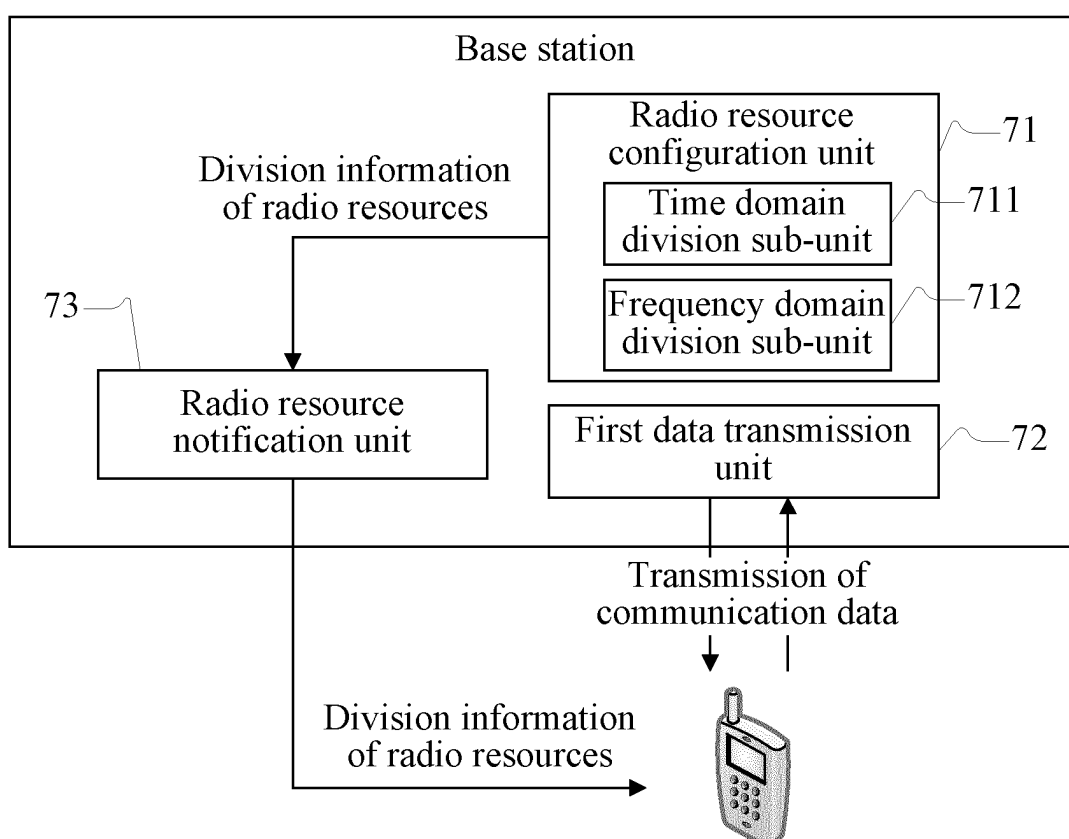 Base station
Radio resource
configuration unit
71
Division information
of radio resources
Time domain
division sub-unit
711
Frequency domain
division sub-unit
712
73
Radio resource
notification unit
First data transmission
unit
72
Transmission of
communication data
Division information
of radio resources